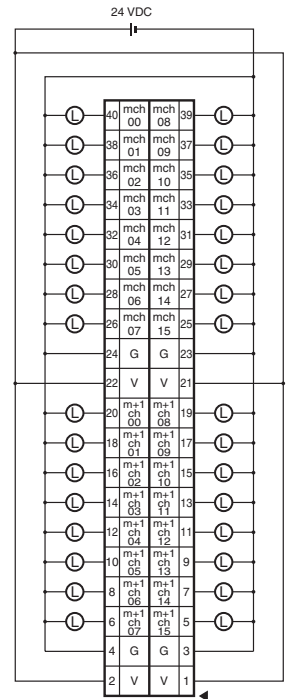 24 VDC
L 40 mch 00 mch 08 39 L
L 38 mch 01 mch 09 37 L
L 36 mch 02 mch 10 35 L
L 34 mch 03 mch 11 33 L
L 32 mch 04 mch 12 31 L
L 30 mch 05 mch 13 29 L
L 28 mch 06 mch 14 27 L
L 26 mch 07 mch 15 25 L
24 G G 23
22 V V 21
L 20 m+1 ch 00 m+1 ch 08 19 L
L 18 m+1 ch 01 m+1 ch 09 17 L
L 16 m+1 ch 02 m+1 ch 10 15 L
L 14 m+1 ch 03 m+1 ch 11 13 L
L 12 m+1 ch 04 m+1 ch 12 11 L
L 10 m+1 ch 05 m+1 ch 13 9 L
L 8 m+1 ch 06 m+1 ch 14 7 L
L 6 m+1 ch 07 m+1 ch 15 5 L
4 G G 3
2 V V 1